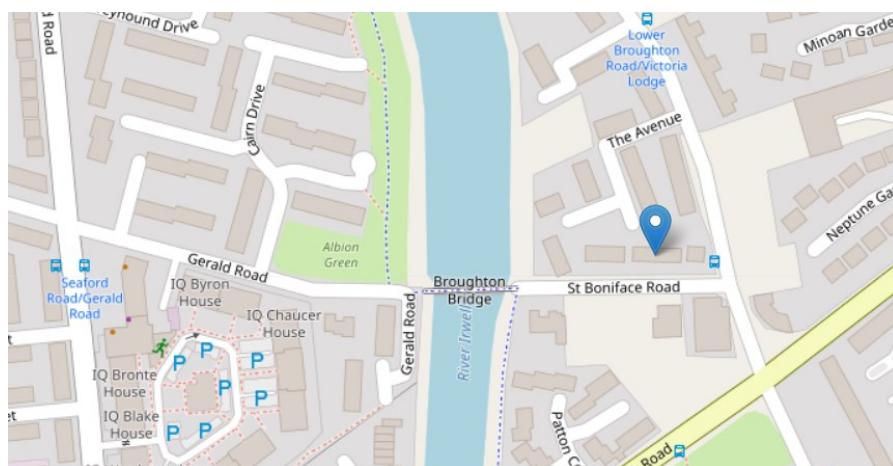 Greyhound Drive
d Road
Cairn Drive
Lower
Broughton
Road/Victoria
Lodge
Minoan Garde
The Avenue
Neptune Ga
Albion
Green
Gerald Road
Seaford
Road/Gerald
Road
IQ Byron
House
IQ Chaucer
House
Gerald Road
Broughton
Bridge
River Irwell
St Boniface Road
IQ Bronte
House
IQ Blake
House
P
P
P
P
P
P
P
P
et
Patton C
Road